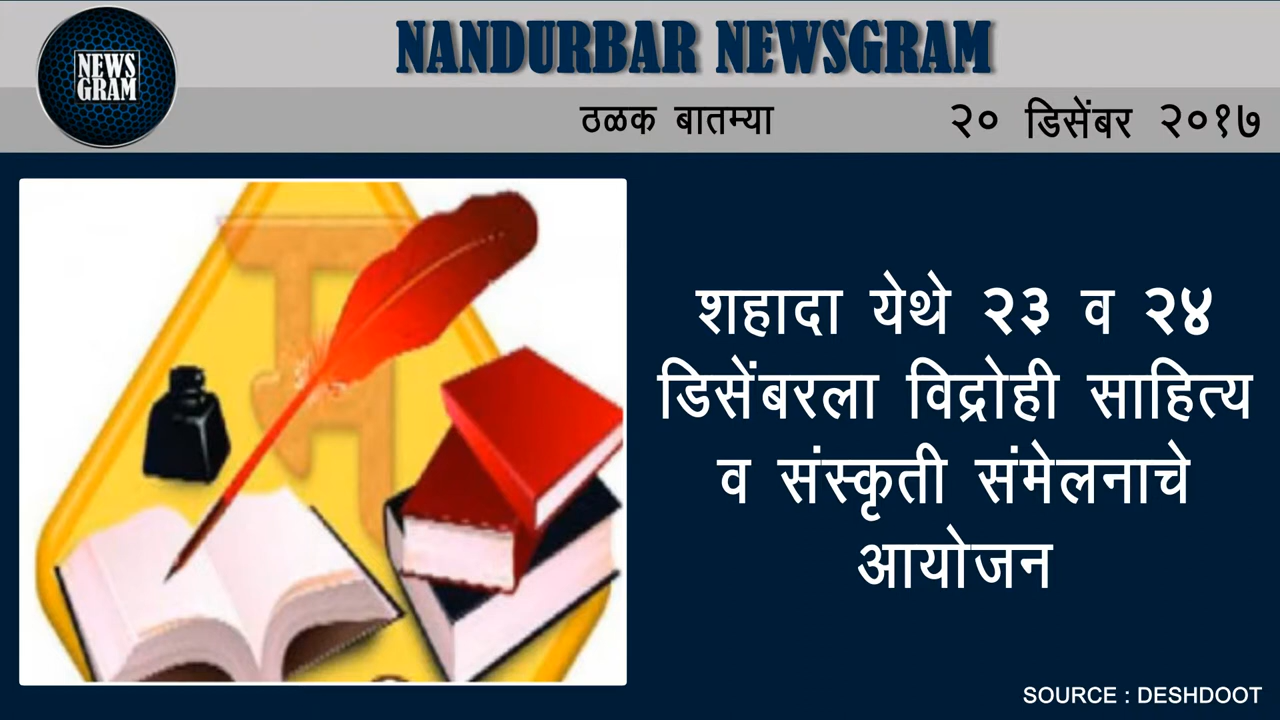 NEWS
GRAM
NANDURBAR NEWSGRAM
ठळक बातम्या
२० डिसेंबर २०१७
म
शहादा येथे २३ व २४
डिसेंबरला विद्रोही साहित्य
व संस्कृती संमेलनाचे
आयोजन
SOURCE : DESHDOOT